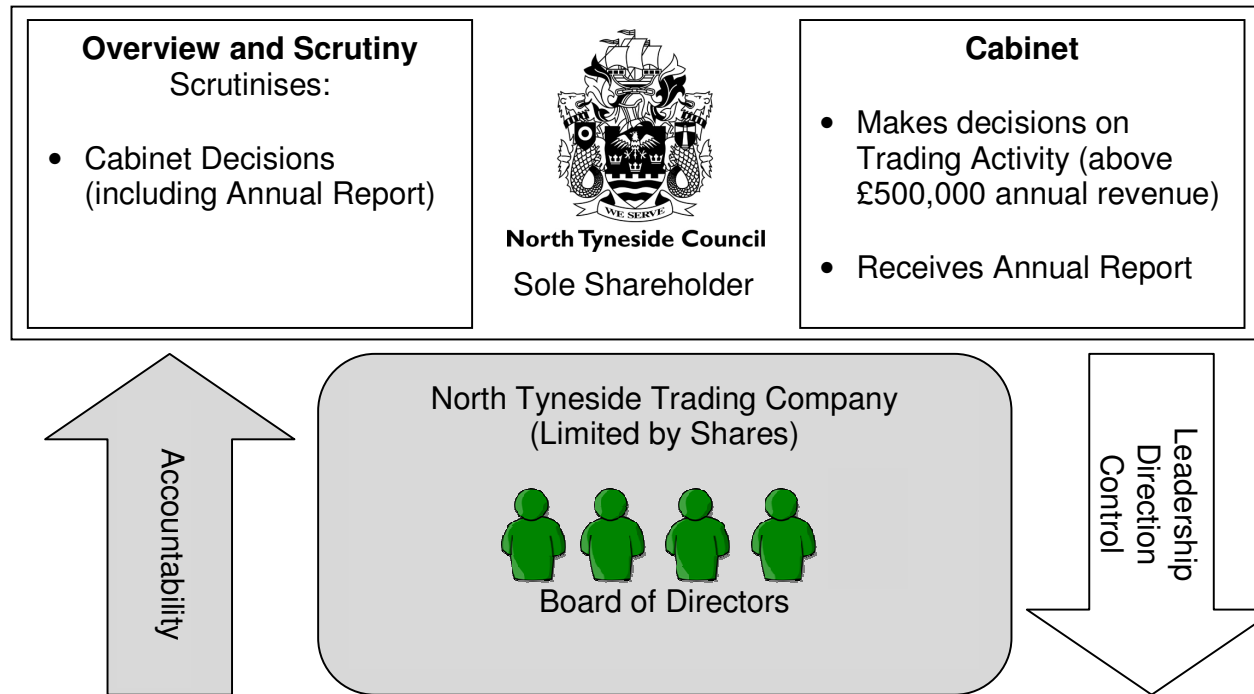 Overview and Scrutiny
Scrutinises:
• Cabinet Decisions
(including Annual Report)
WE SERVE
North Tyneside Council
Sole Shareholder
Cabinet
• Makes decisions on
Trading Activity (above
£500,000 annual revenue)
• Receives Annual Report
Accountability
North Tyneside Trading Company
(Limited by Shares)
Board of Directors
Leadership
Direction
Control